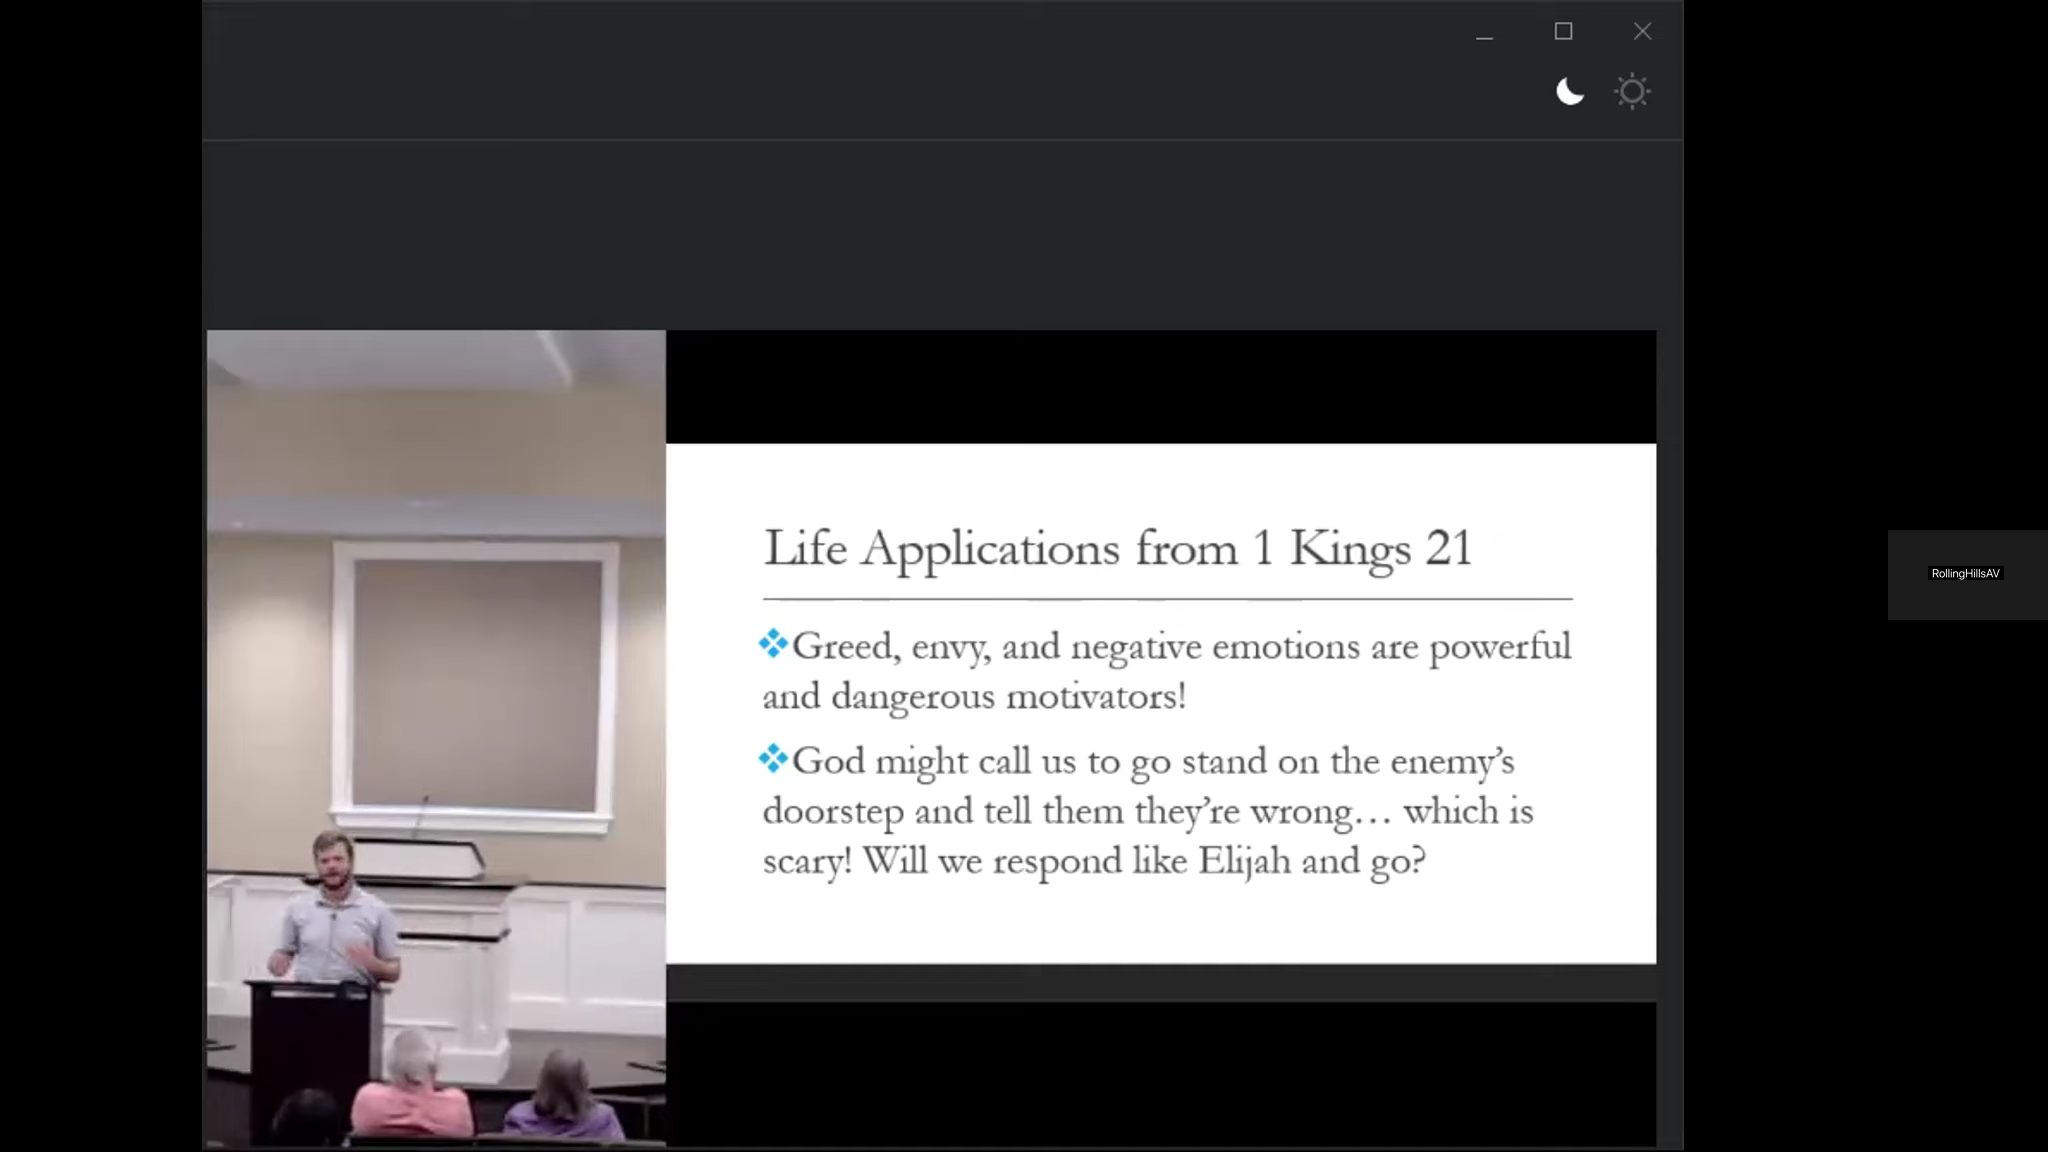 Life Applications from 1 Kings 21
❖Greed, envy, and negative emotions are powerful
and dangerous motivators!
❖God might call us to go stand on the enemy's
doorstep and tell them they're wrong… which is
scary! Will we respond like Elijah and go?
RollingHillsAV